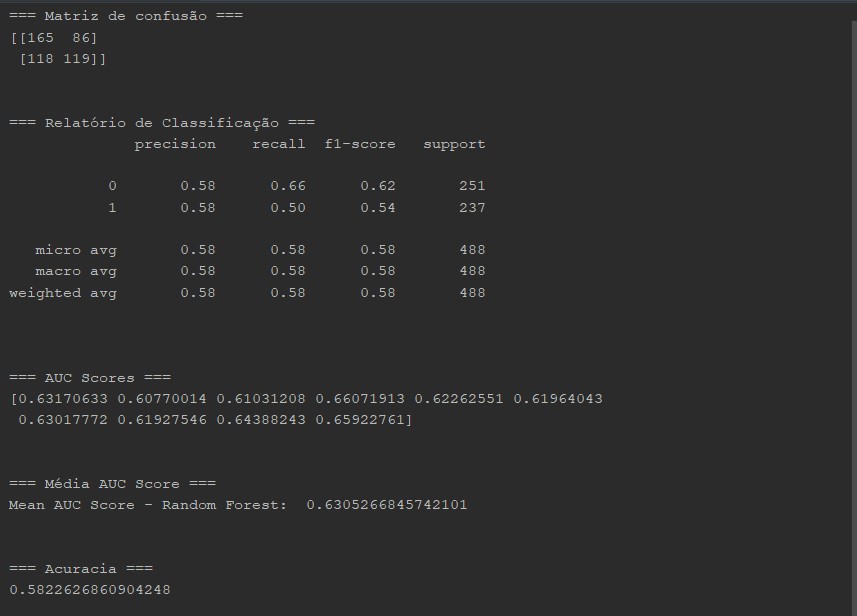 === Matriz de confusão ===
[[165  86]
 [118 119]]
=== Relatório de Classificação ===
              precision    recall  f1-score   support
           0       0.58      0.66      0.62       251
           1       0.58      0.50      0.54       237
   micro avg       0.58      0.58      0.58       488
   macro avg       0.58      0.58      0.58       488
weighted avg       0.58      0.58      0.58       488
=== AUC Scores ===
[0.63170633 0.60770014 0.61031208 0.66071913 0.62262551 0.61964043
 0.63017772 0.61927546 0.64388243 0.65922761]
=== Média AUC Score ===
Mean AUC Score - Random Forest:  0.6305266845742101
=== Acuracia ===
0.5822626860904248